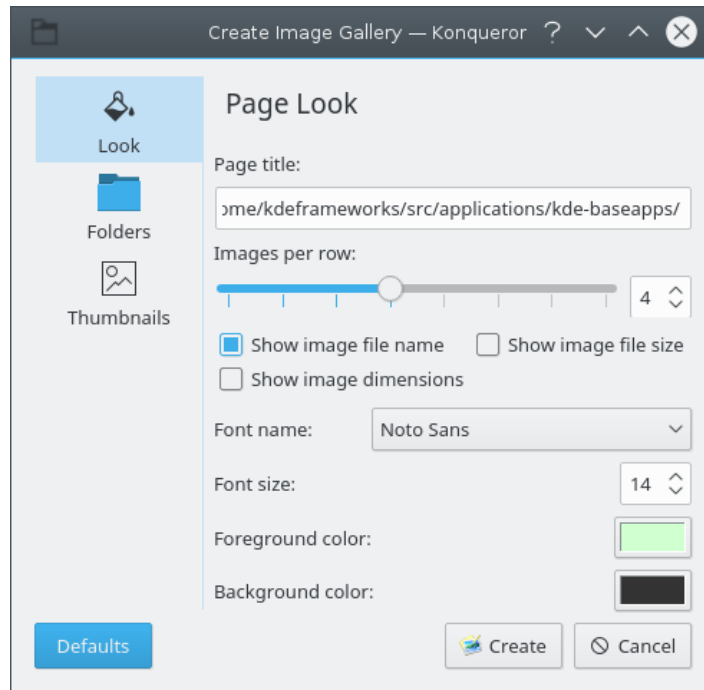 Create Image Gallery — Konqueror
Look
Folders
Thumbnails
Page Look
Page title:
/kdeframeworks/src/applications/kde-baseapps/
Images per row:
4
Show image file name
Show image file size
Show image dimensions
Font name:
Noto Sans
Font size:
14
Foreground color:
Background color:
Defaults
Create
Cancel